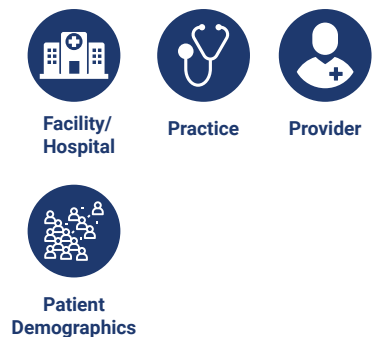 Facility/
Hospital
Practice
Provider
Patient
Demographics